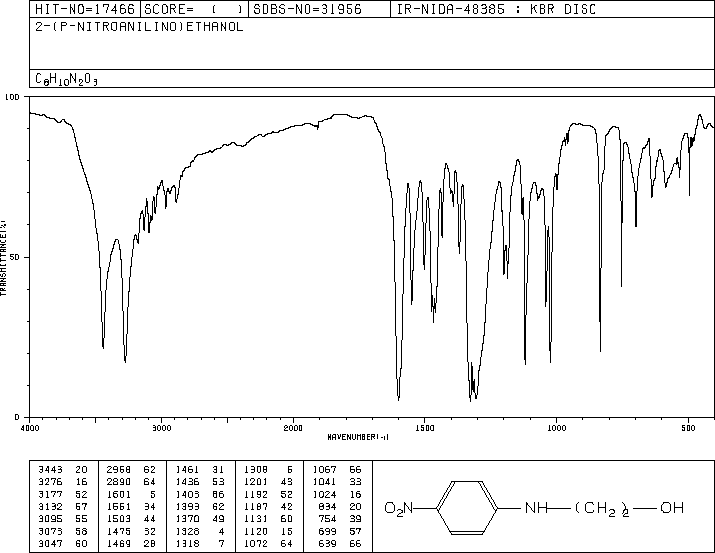 HIT-NO=17466 SCORE= ( ) SDBS-NO=31956 IR-NIDA-48385 : KBR DISC
2-(P-NITROANILINO)ETHANOL
C8H10N2O3
100
50
0
TRANSMITTANCE(%)
4000 3000 2000 1500 1000 500
WAVENUMBER(-1)
3443 20 2958 62 1461 31 1308 5 1067 66
3276 16 2890 64 1436 53 1201 43 1041 33
3177 52 1601 5 1403 66 1192 52 1024 16
3132 57 1551 34 1393 62 1187 42 834 20
3095 55 1503 44 1370 49 1131 60 754 39
3073 58 1475 32 1328 4 1120 15 699 57
3047 60 1469 28 1318 7 1072 64 639 66
O2N NH (CH2)2 OH